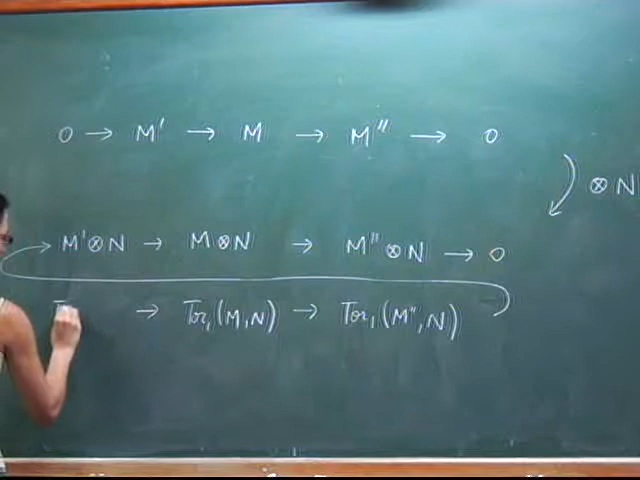 0 → M' → M → M'' → 0
⊗ N
M'⊗N → M⊗N → M''⊗N → 0
→ Tor₁(M,N) → Tor₁(M'',N)